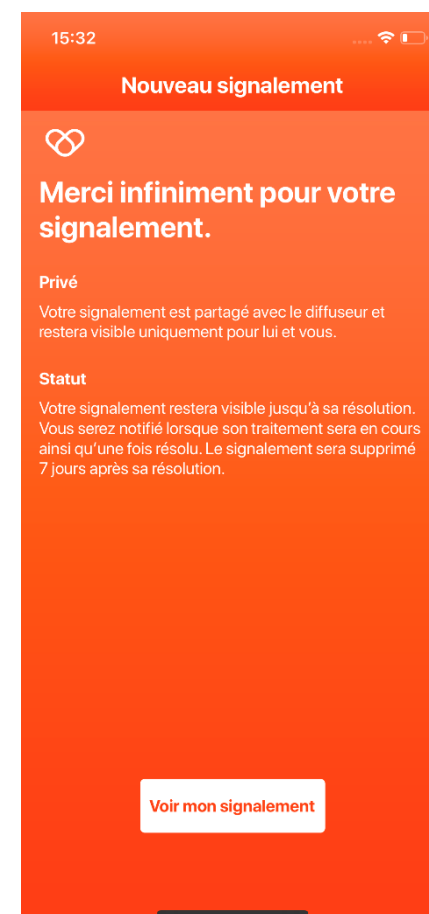 15:32
Nouveau signalement
Merci infiniment pour votre
signalement.
Privé
Votre signalement est partagé avec le diffuseur et
restera visible uniquement pour lui et vous.
Statut
Votre signalement restera visible jusqu'à sa résolution.
Vous serez notifié lorsque son traitement sera en cours
ainsi qu'une fois résolu. Le signalement sera supprimé
7 jours après sa résolution.
Voir mon signalement